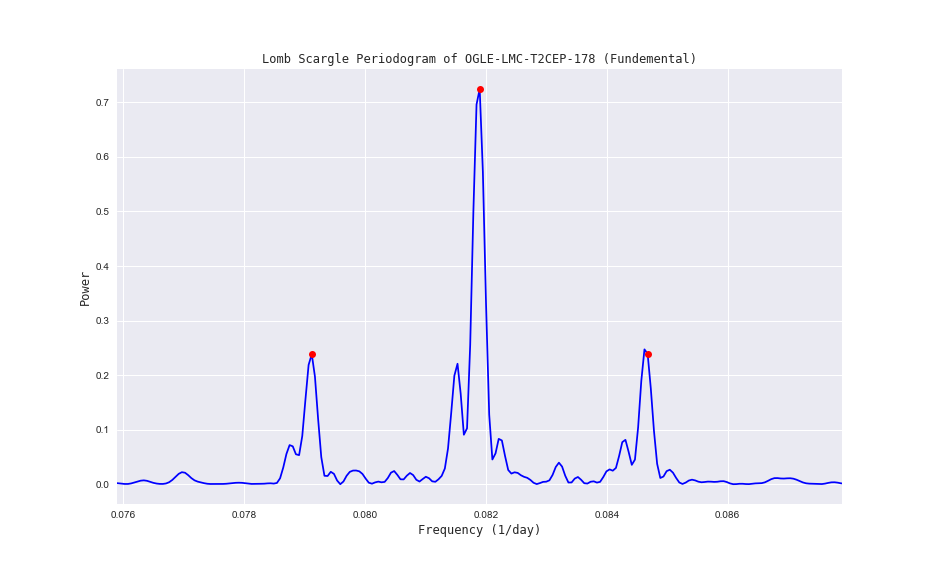 Lomb Scargle Periodogram of OGLE-LMC-T2CEP-178 (Fundemental)
0.7
0.6
0.5
0.4
0.3
0.2
0.1
0.0
Power
0.076 0.078 0.080 0.082 0.084 0.086
Frequency (1/day)